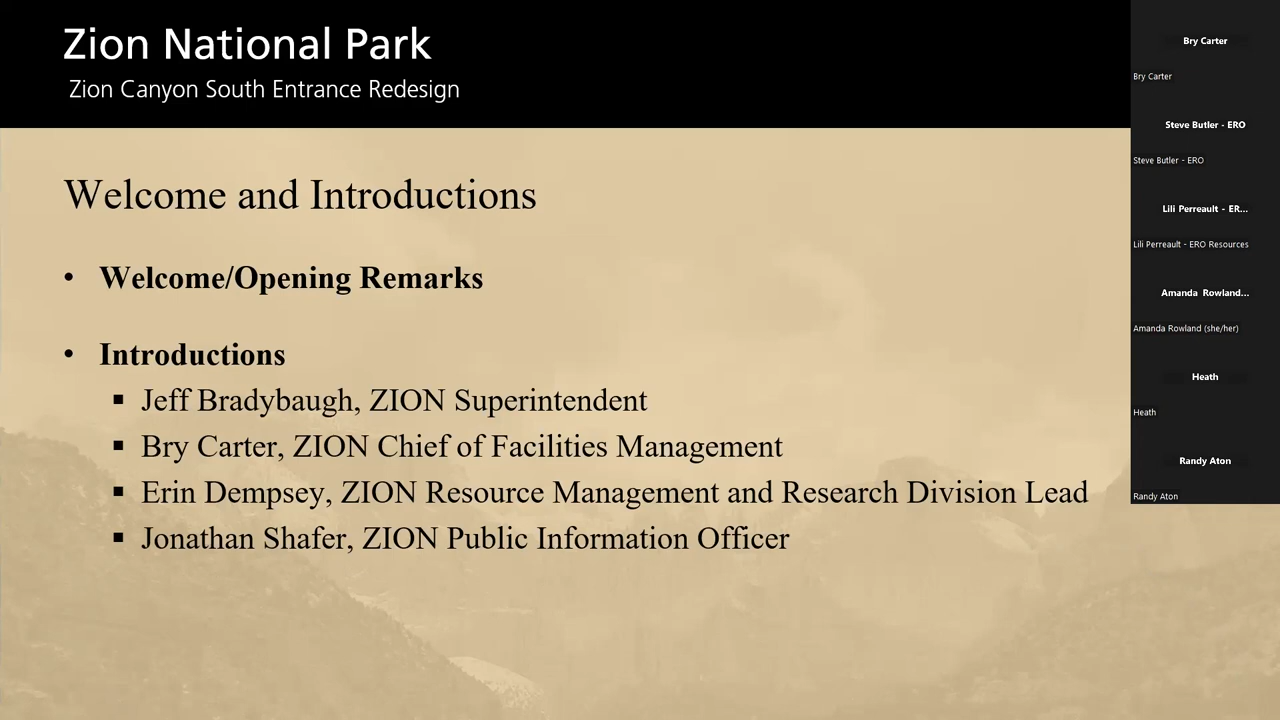 Zion National Park
Zion Canyon South Entrance Redesign
Welcome and Introductions
• Welcome/Opening Remarks
• Introductions
▪ Jeff Bradybaugh, ZION Superintendent
▪ Bry Carter, ZION Chief of Facilities Management
▪ Erin Dempsey, ZION Resource Management and Research Division Lead
▪ Jonathan Shafer, ZION Public Information Officer
Bry Carter
Bry Carter
Steve Butler - ERO
Steve Butler - ERO
Lili Perreault - ER...
Lili Perreault - ERO Resources
Amanda Rowland...
Amanda Rowland (she/her)
Heath
Heath
Randy Aton
Randy Aton